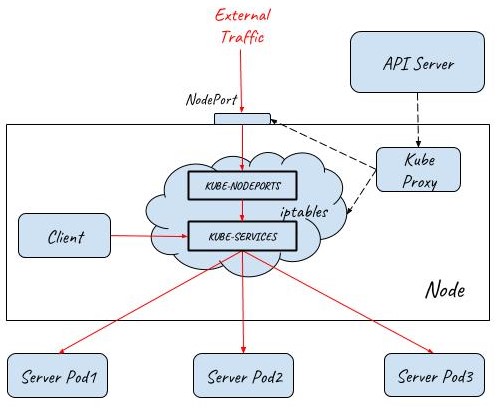 External
Traffic
API Server
NodePort
Kube
Proxy
KUBE-NODEPORTS
iptables
Client
KUBE-SERVICES
Node
Server Pod1
Server Pod2
Server Pod3